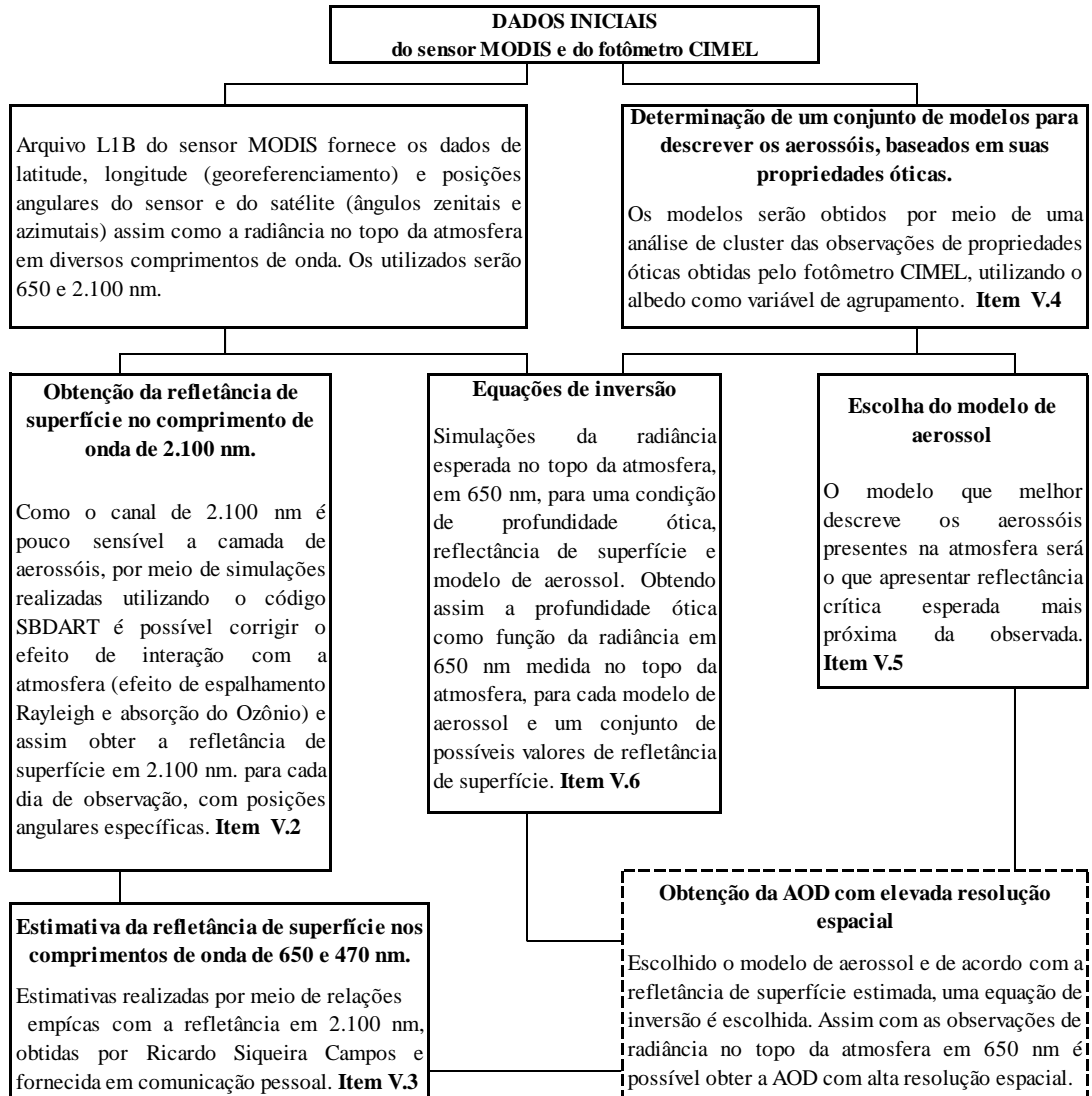 DADOS INICIAIS
do sensor MODIS e do fotômetro CIMEL
Arquivo L1B do sensor MODIS fornece os dados de
latitude, longitude (georeferenciamento) e posições
angulares do sensor e do satélite (ângulos zenitais e
azimutais) assim como a radiância no topo da atmosfera
em diversos comprimentos de onda. Os utilizados serão
650 e 2.100 nm.
Determinação de um conjunto de modelos para
descrever os aerossóis, baseados em suas
propriedades óticas.
Os modelos serão obtidos por meio de uma
análise de cluster das observações de propriedades
óticas obtidas pelo fotômetro CIMEL, utilizando o
albedo como variável de agrupamento. Item V.4
Obtenção da refletância de
superfície no comprimento de
onda de 2.100 nm.
Como o canal de 2.100 nm é
pouco sensível a camada de
aerossóis, por meio de simulações
realizadas utilizando o código
SBDART é possível corrigir o
efeito de interação com a
atmosfera (efeito de espalhamento
Rayleigh e absorção do Ozônio) e
assim obter a refletância de
superfície em 2.100 nm. para cada
dia de observação, com posições
angulares específicas. Item V.2
Equações de inversão
Simulações da radiância
esperada no topo da atmosfera,
em 650 nm, para uma condição
de profundidade ótica,
reflectância de superfície e
modelo de aerossol. Obtendo
assim a profundidade ótica
como função da radiância em
650 nm medida no topo da
atmosfera, para cada modelo de
aerossol e um conjunto de
possíveis valores de refletância
de superfície. Item V.6
Escolha do modelo de
aerossol
O modelo que melhor
descreve os aerossóis
presentes na atmosfera será
o que apresentar reflectância
crítica esperada mais
próxima da observada.
Item V.5
Estimativa da refletância de superfície nos
comprimentos de onda de 650 e 470 nm.
Estimativas realizadas por meio de relações
empícas com a refletância em 2.100 nm,
obtidas por Ricardo Siqueira Campos e
fornecida em comunicação pessoal. Item V.3
Obtenção da AOD com elevada resolução
espacial
Escolhido o modelo de aerossol e de acordo com a
refletância de superfície estimada, uma equação de
inversão é escolhida. Assim com as observações de
radiância no topo da atmosfera em 650 nm é
possível obter a AOD com alta resolução espacial.